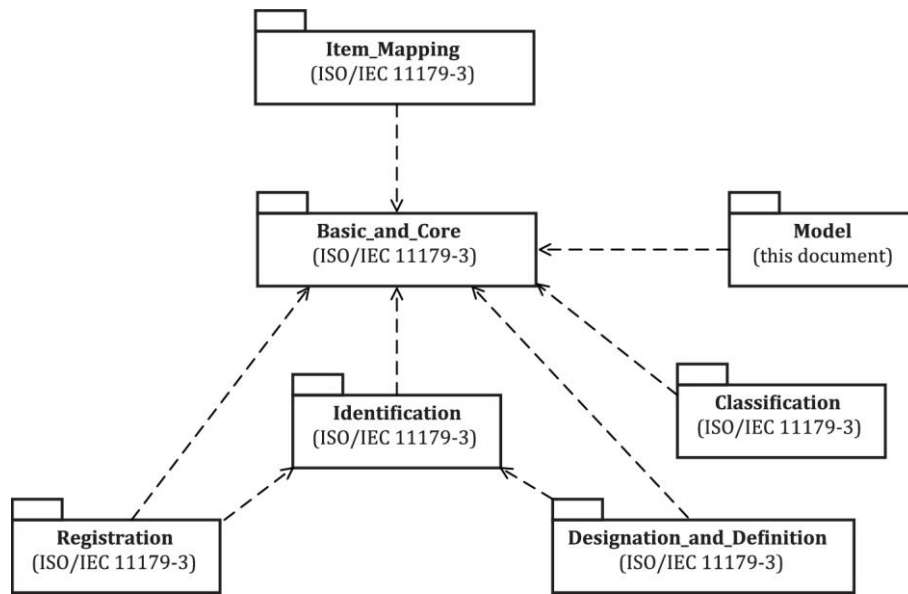 Item_Mapping
(ISO/IEC 11179-3)
Basic_and_Core
(ISO/IEC 11179-3)
Model
(this document)
Classification
(ISO/IEC 11179-3)
Identification
(ISO/IEC 11179-3)
Registration
(ISO/IEC 11179-3)
Designation_and_Definition
(ISO/IEC 11179-3)